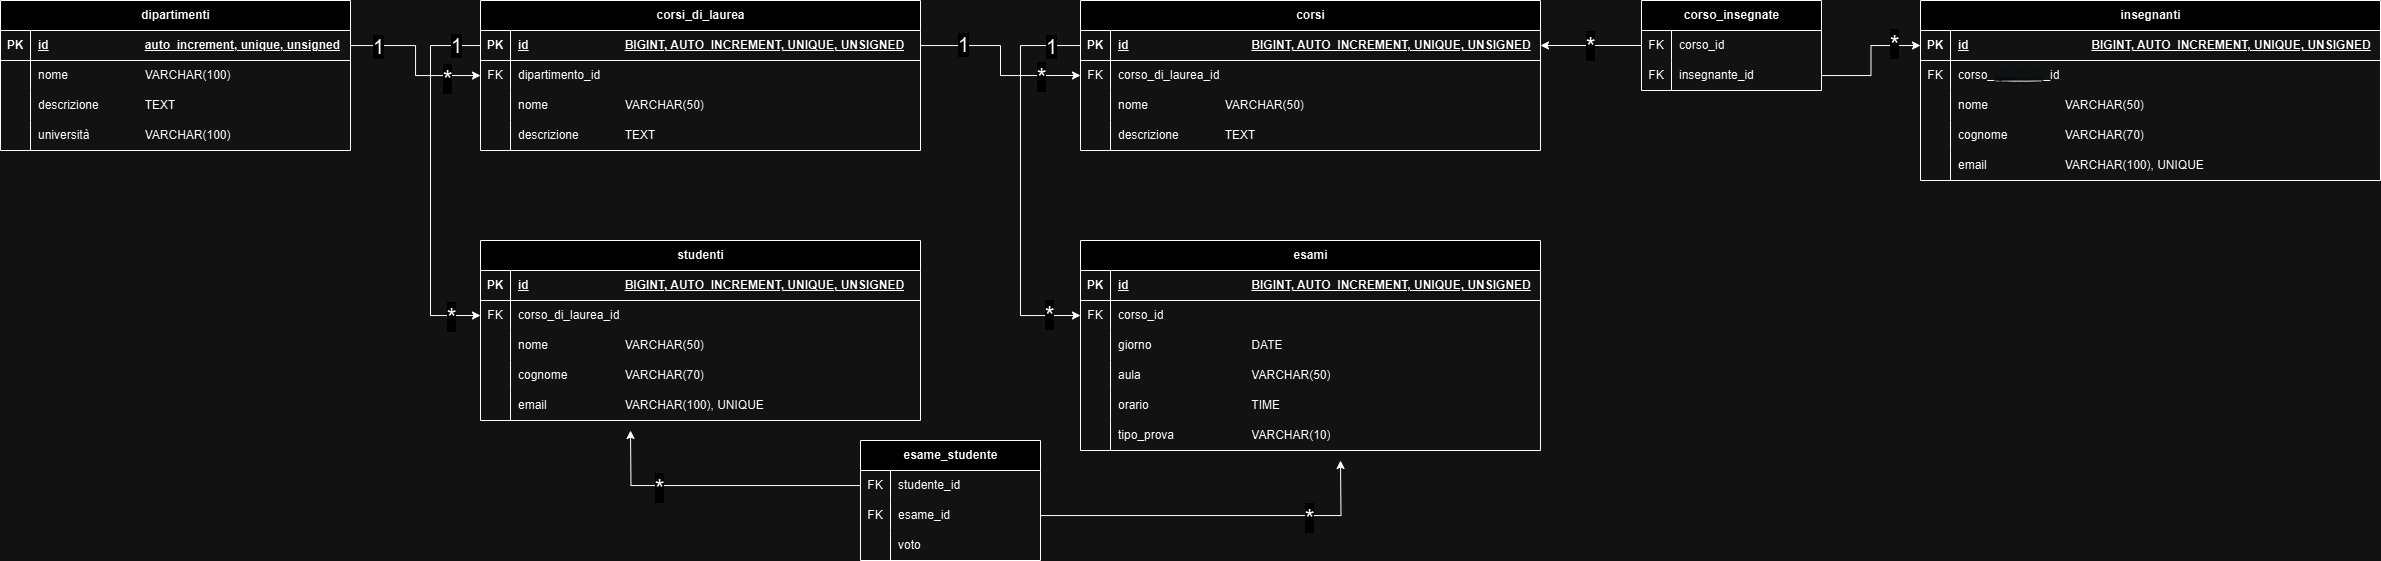 dipartimenti
PK id auto_increment, unique, unsigned
nome VARCHAR(100)
descrizione TEXT
università VARCHAR(100)
1
*
corsi_di_laurea
PK id BIGINT, AUTO_INCREMENT, UNIQUE, UNSIGNED
FK dipartimento_id
nome VARCHAR(50)
descrizione TEXT
1
*
1
*
corsi
PK id BIGINT, AUTO_INCREMENT, UNIQUE, UNSIGNED
FK corso_di_laurea_id
nome VARCHAR(50)
descrizione TEXT
1
*
*
corso_insegnate
FK corso_id
FK insegnante_id
*
insegnanti
PK id BIGINT, AUTO_INCREMENT, UNIQUE, UNSIGNED
FK corso_ _id
nome VARCHAR(50)
cognome VARCHAR(70)
email VARCHAR(100), UNIQUE
studenti
PK id BIGINT, AUTO_INCREMENT, UNIQUE, UNSIGNED
FK corso_di_laurea_id
nome VARCHAR(50)
cognome VARCHAR(70)
email VARCHAR(100), UNIQUE
esami
PK id BIGINT, AUTO_INCREMENT, UNIQUE, UNSIGNED
FK corso_id
giorno DATE
aula VARCHAR(50)
orario TIME
tipo_prova VARCHAR(10)
*
esame_studente
FK studente_id
FK esame_id
voto
*